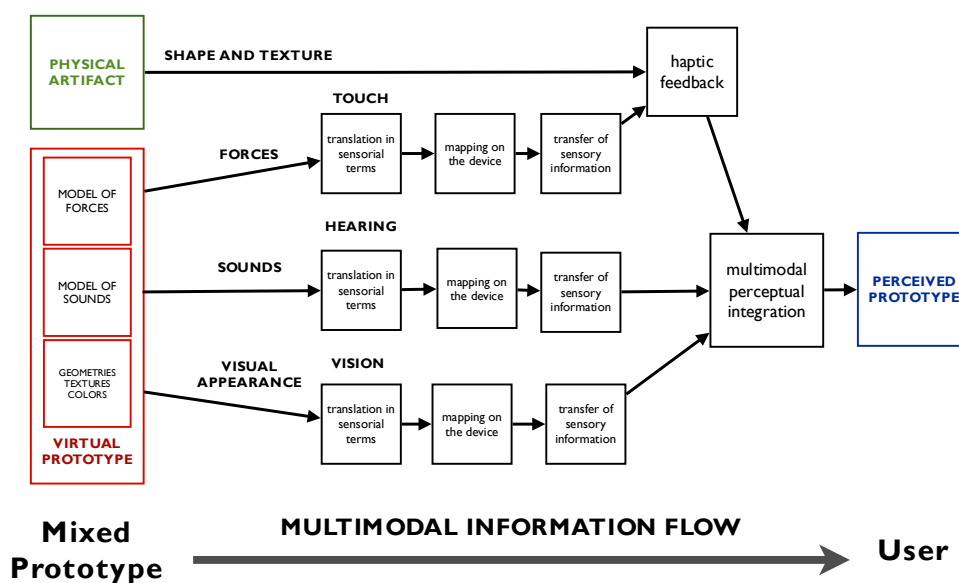 SHAPE AND TEXTURE
PHYSICAL
ARTIFACT
haptic
feedback
TOUCH
FORCES
translation in
sensorial
terms
mapping on
the device
transfer of
sensory
information
MODEL OF
FORCES
HEARING
SOUNDS
MODEL OF
SOUNDS
translation in
sensorial
terms
mapping on
the device
transfer of
sensory
information
multimodal
perceptual
integration
PERCEIVED
PROTOTYPE
VISUAL
APPEARANCE
VISION
GEOMETRIES
TEXTURES
COLORS
translation in
sensorial
terms
mapping on
the device
transfer of
sensory
information
VIRTUAL
PROTOTYPE
Mixed
Prototype
MULTIMODAL INFORMATION FLOW
User